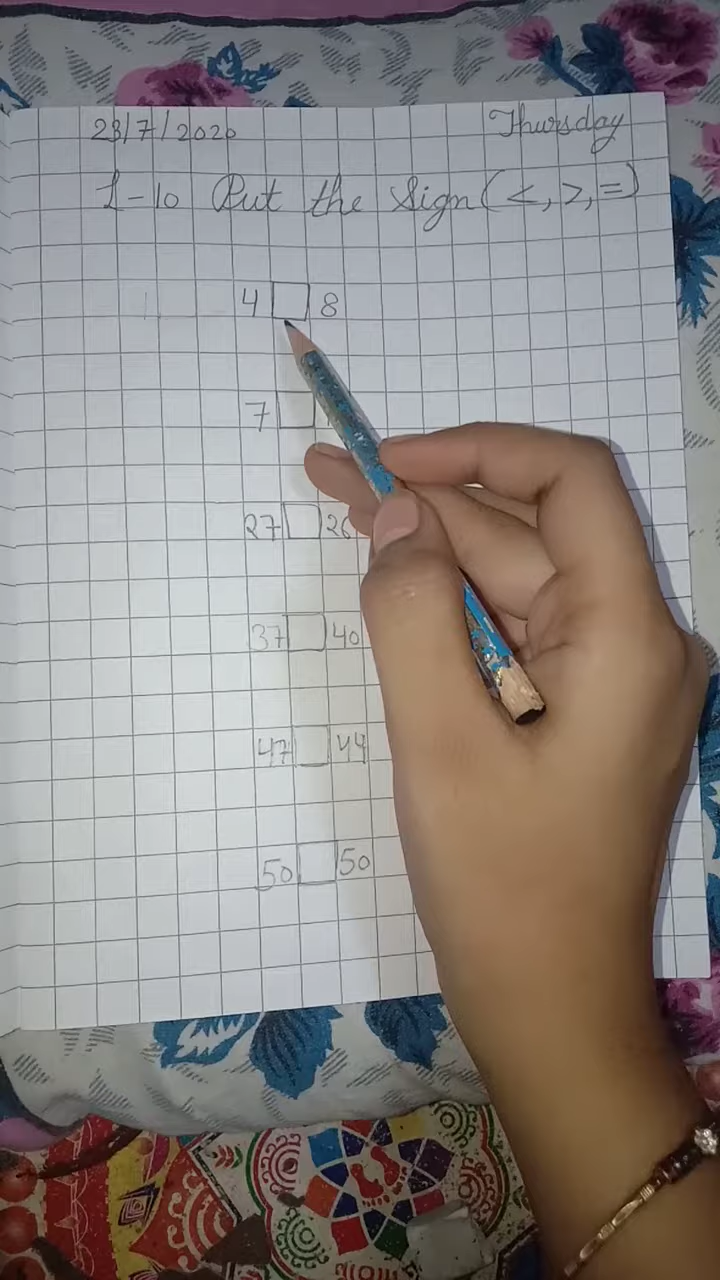 23/7/2020 Thursday
1-10 Put the Sign (<, >, =)
4 □ 8
7 □
27 □ 26
37 □ 40
47 □ 44
50 □ 50